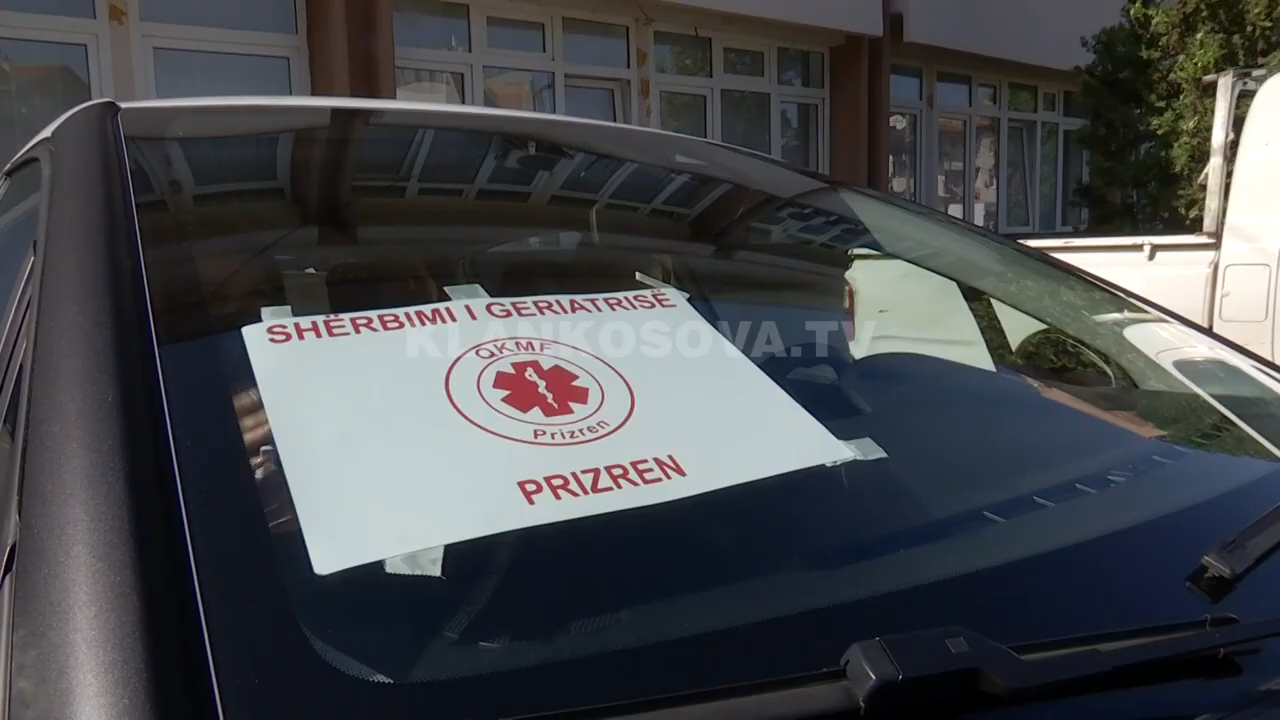 SHËRBIMI I GERIATRISË
KLANKOSOVA.TV
QKMF
Prizren
PRIZREN